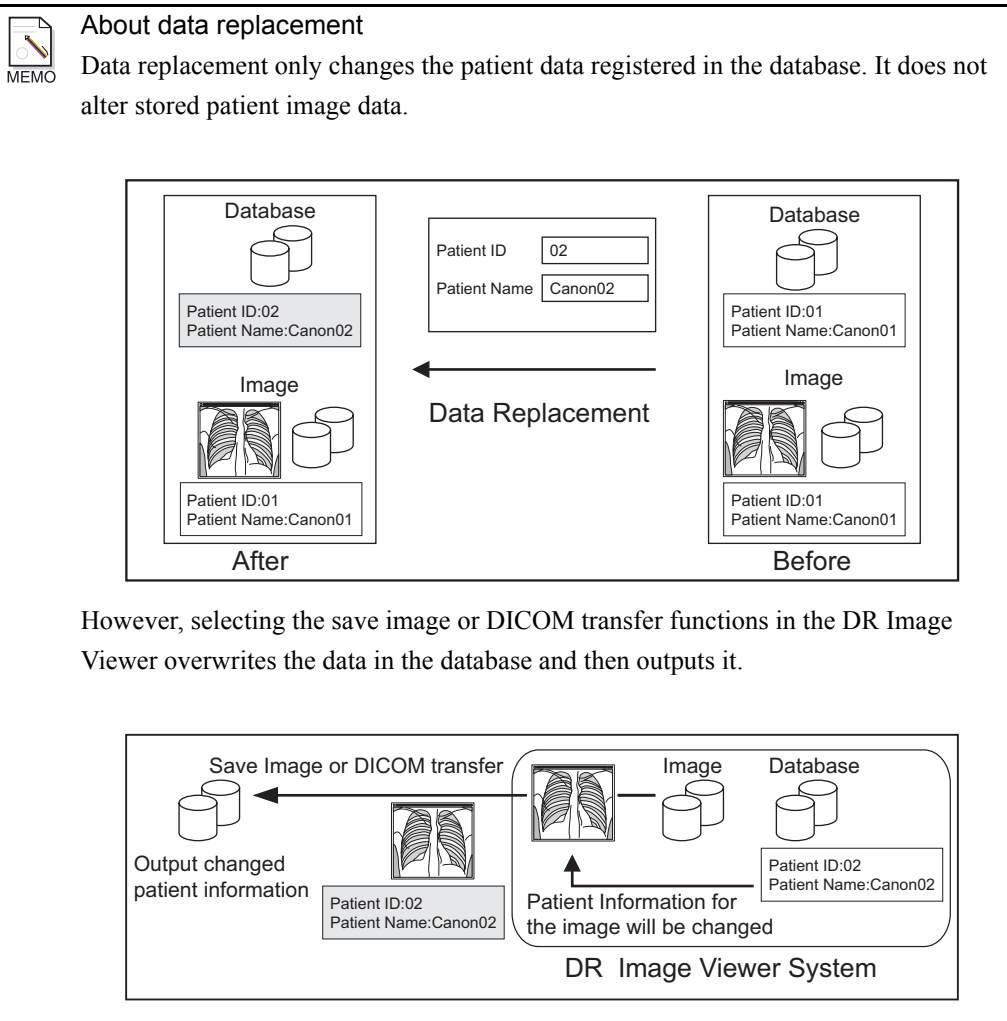 About data replacement
MEMO
Data replacement only changes the patient data registered in the database. It does not
alter stored patient image data.
Database
Patient ID:02
Patient Name:Canon02
Image
Patient ID:01
Patient Name:Canon01
After
Patient ID 02
Patient Name Canon02
Data Replacement
Database
Patient ID:01
Patient Name:Canon01
Image
Patient ID:01
Patient Name:Canon01
Before
However, selecting the save image or DICOM transfer functions in the DR Image
Viewer overwrites the data in the database and then outputs it.
Save Image or DICOM transfer
Output changed
patient information
Patient ID:02
Patient Name:Canon02
Image
Database
Patient ID:02
Patient Name:Canon02
Patient Information for
the image will be changed
DR Image Viewer System